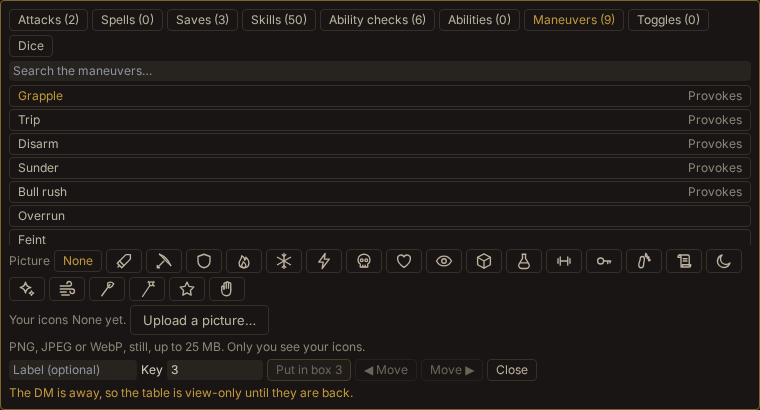 Attacks (2) Spells (0) Saves (3) Skills (50) Ability checks (6) Abilities (0) Maneuvers (9) Toggles (0)
Dice
Search the maneuvers...
Grapple Provokes
Trip Provokes
Disarm Provokes
Sunder Provokes
Bull rush Provokes
Overrun
Feint
Picture None
Your icons None yet. Upload a picture...
PNG, JPEG or WebP, still, up to 25 MB. Only you see your icons.
Label (optional) Key 3 Put in box 3 ◀ Move Move ▶ Close
The DM is away, so the table is view-only until they are back.